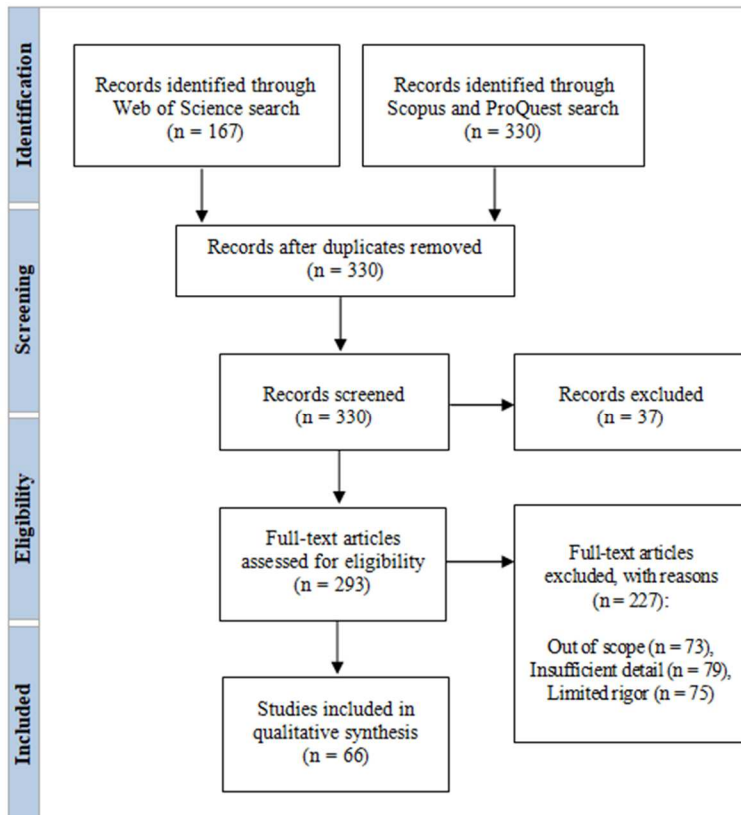 Identification
Records identified through
Web of Science search
(n = 167)
Records identified through
Scopus and ProQuest search
(n = 330)
Screening
Records after duplicates removed
(n = 330)
Records screened
(n = 330)
Records excluded
(n = 37)
Eligibility
Full-text articles
assessed for eligibility
(n = 293)
Full-text articles
excluded, with reasons
(n = 227):
Out of scope (n = 73),
Insufficient detail (n = 79),
Limited rigor (n = 75)
Included
Studies included in
qualitative synthesis
(n = 66)